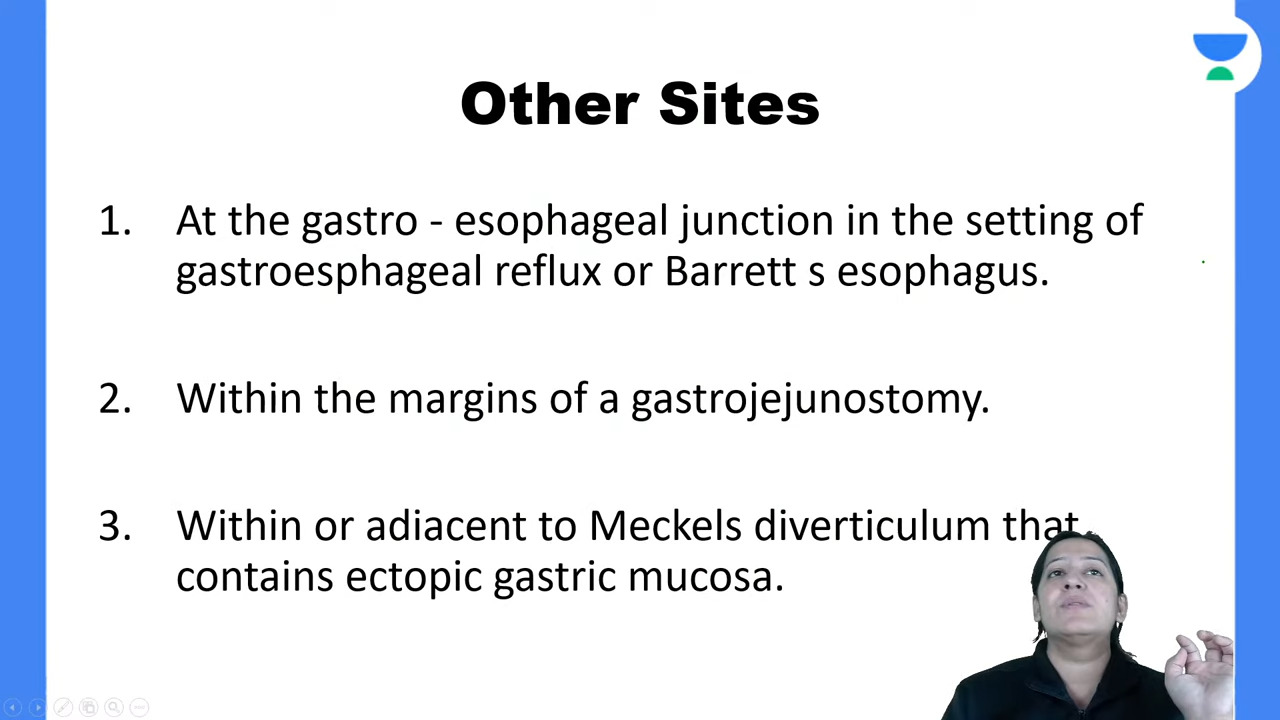 Other Sites
1. At the gastro - esophageal junction in the setting of
gastroesphageal reflux or Barrett s esophagus.
2. Within the margins of a gastrojejunostomy.
3. Within or adiacent to Meckels diverticulum that
contains ectopic gastric mucosa.